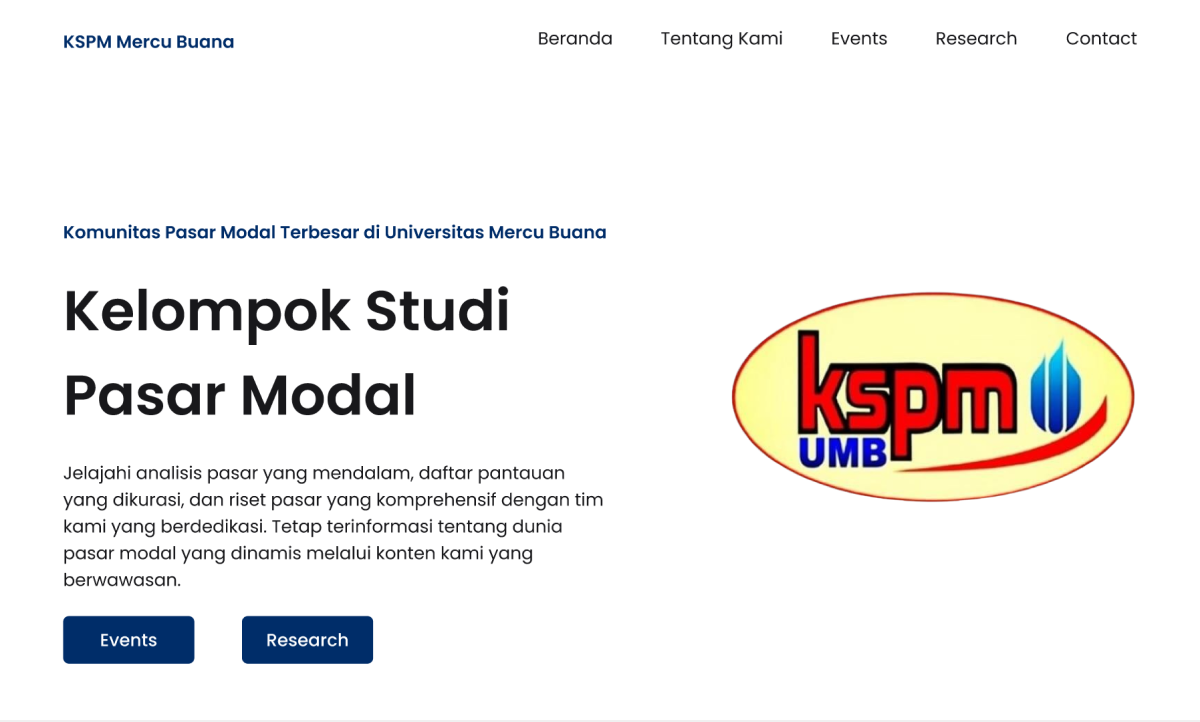 KSPM Mercu Buana
Beranda
Tentang Kami
Events
Research
Contact
Komunitas Pasar Modal Terbesar di Universitas Mercu Buana
Kelompok Studi
Pasar Modal
Jelajahi analisis pasar yang mendalam, daftar pantauan
yang dikurasi, dan riset pasar yang komprehensif dengan tim
kami yang berdedikasi. Tetap terinformasi tentang dunia
pasar modal yang dinamis melalui konten kami yang
berwawasan.
Events
Research
kspm
UMB